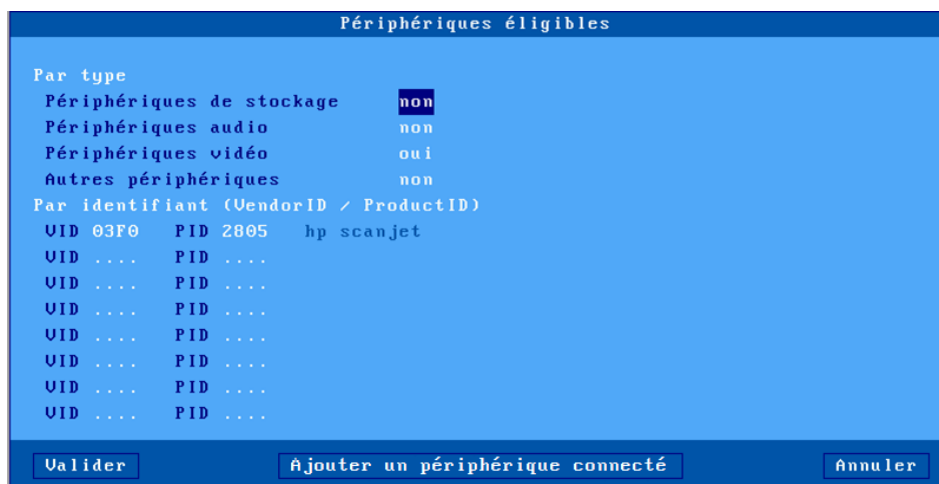 Périphériques éligibles
Par type
Périphériques de stockage non
Périphériques audio non
Périphériques vidéo oui
Autres périphériques non
Par identifiant (VendorID / ProductID)
VID 03F0 PID 2805 hp scanjet
VID .... PID ....
VID .... PID ....
VID .... PID ....
VID .... PID ....
VID .... PID ....
VID .... PID ....
VID .... PID ....
Valider Ajouter un périphérique connecté Annuler